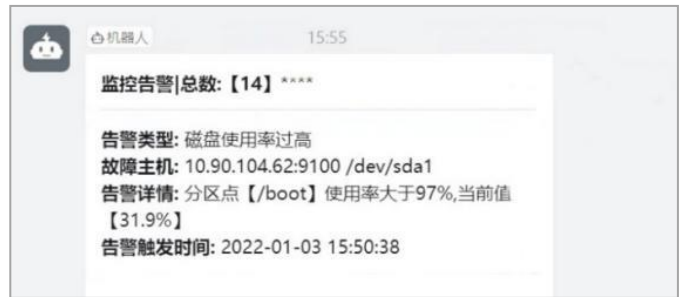 机器人
15:55
监控告警|总数:【14】****
告警类型: 磁盘使用率过高
故障主机: 10.90.104.62:9100 /dev/sda1
告警详情: 分区点【/boot】使用率大于97%,当前值
【31.9%】
告警触发时间: 2022-01-03 15:50:38